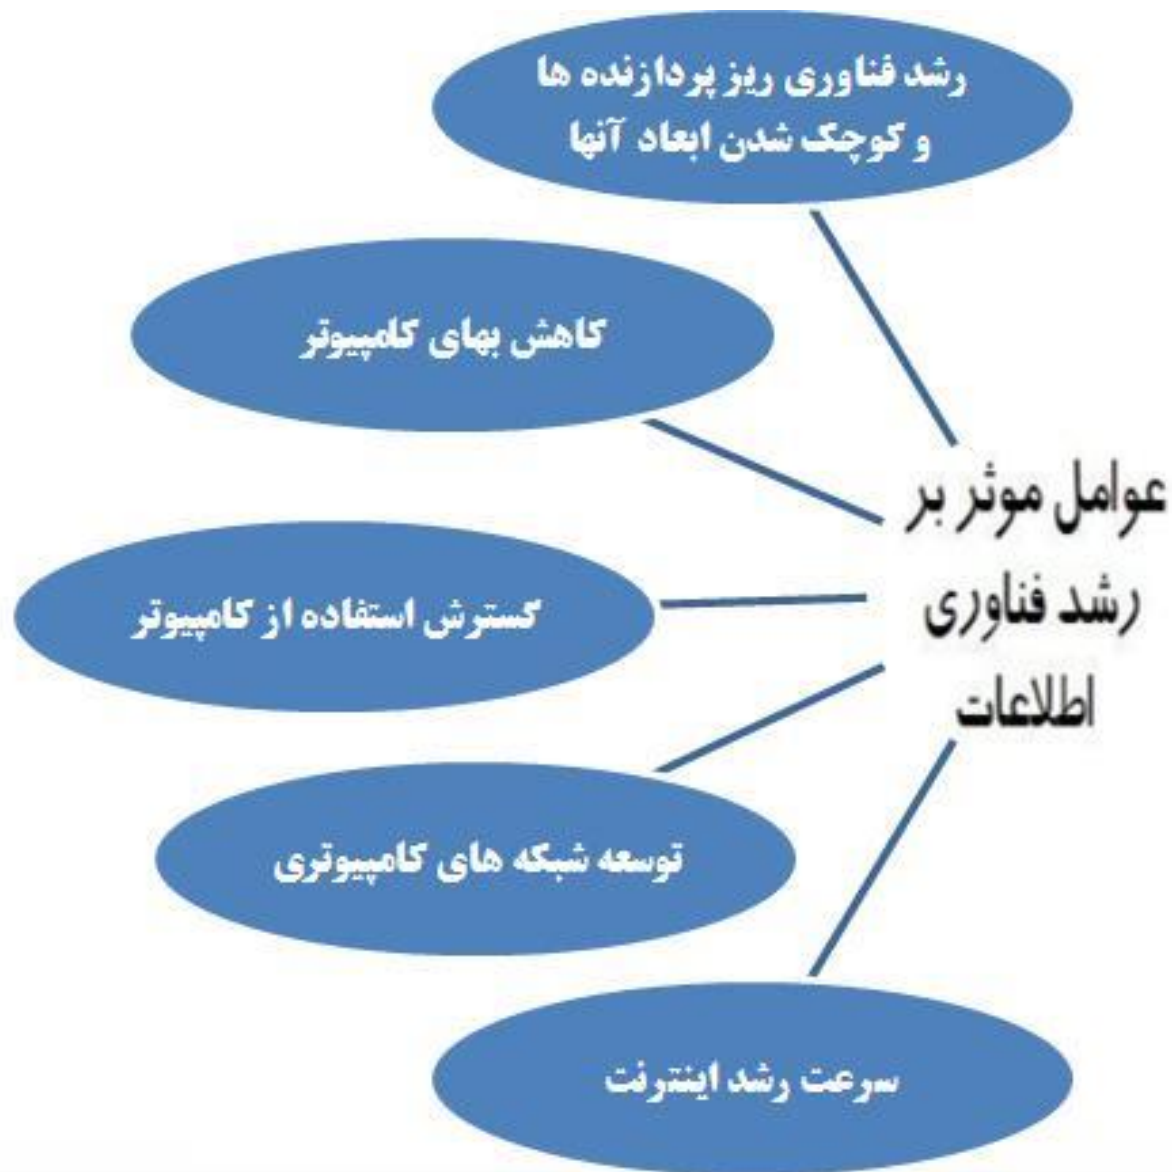 رشد فناوری ریز پردازنده ها
و کوچک شدن ابعاد آنها
کاهش بهای کامپیوتر
عوامل موثر بر
رشد فناوری
اطلاعات
گسترش استفاده از کامپیوتر
توسعه شبکه های کامپیوتری
سرعت رشد اینترنت